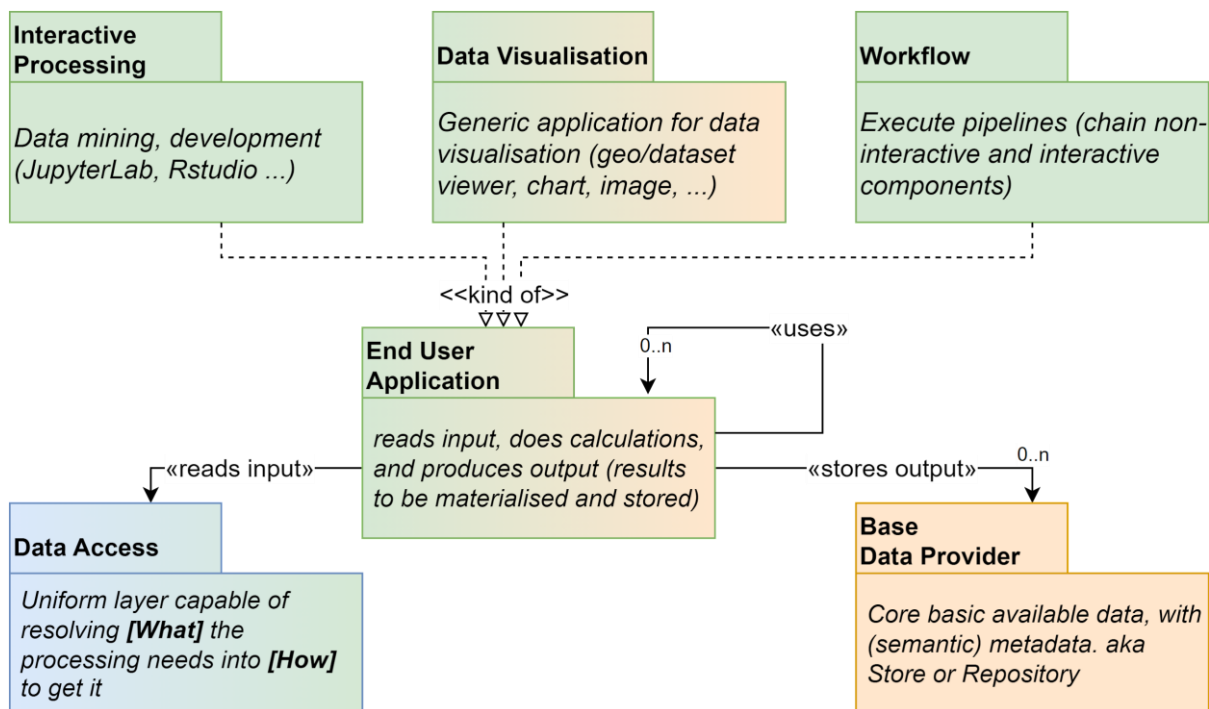 Interactive
Processing
Data mining, development
(JupyterLab, Rstudio ...)
Data Visualisation
Generic application for data
visualisation (geo/dataset
viewer, chart, image, ...)
Workflow
Execute pipelines (chain non-
interactive and interactive
components)
<<kind of>>
End User
Application
reads input, does calculations,
and produces output (results
to be materialised and stored)
«uses»
0..n
«reads input»
«stores output»
0..n
Data Access
Uniform layer capable of
resolving [What] the
processing needs into [How]
to get it
Base
Data Provider
Core basic available data, with
(semantic) metadata. aka
Store or Repository